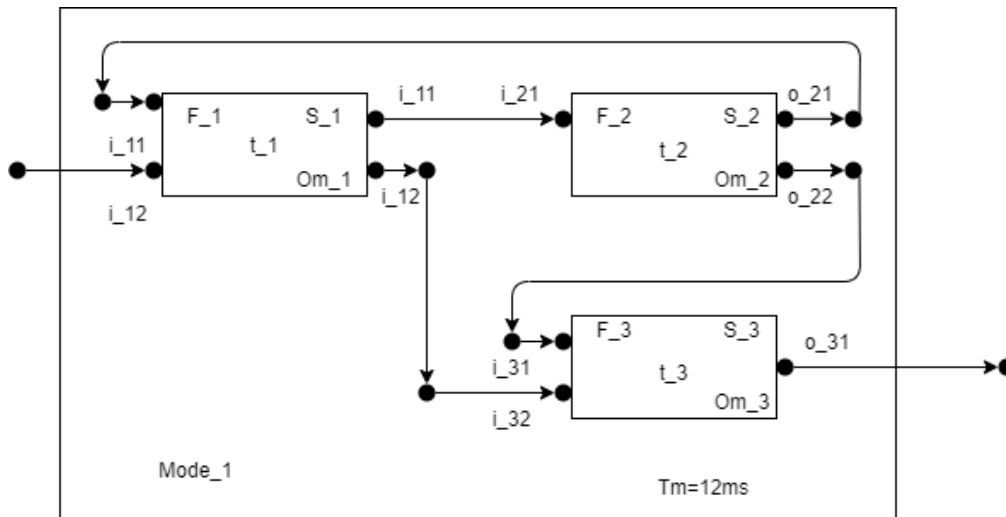 i_11
i_21
o_21
F_1
S_1
F_2
S_2
i_11
t_1
t_2
Om_1
i_12
Om_2
o_22
i_12
F_3
S_3
o_31
i_31
t_3
Om_3
i_32
Mode_1
Tm=12ms